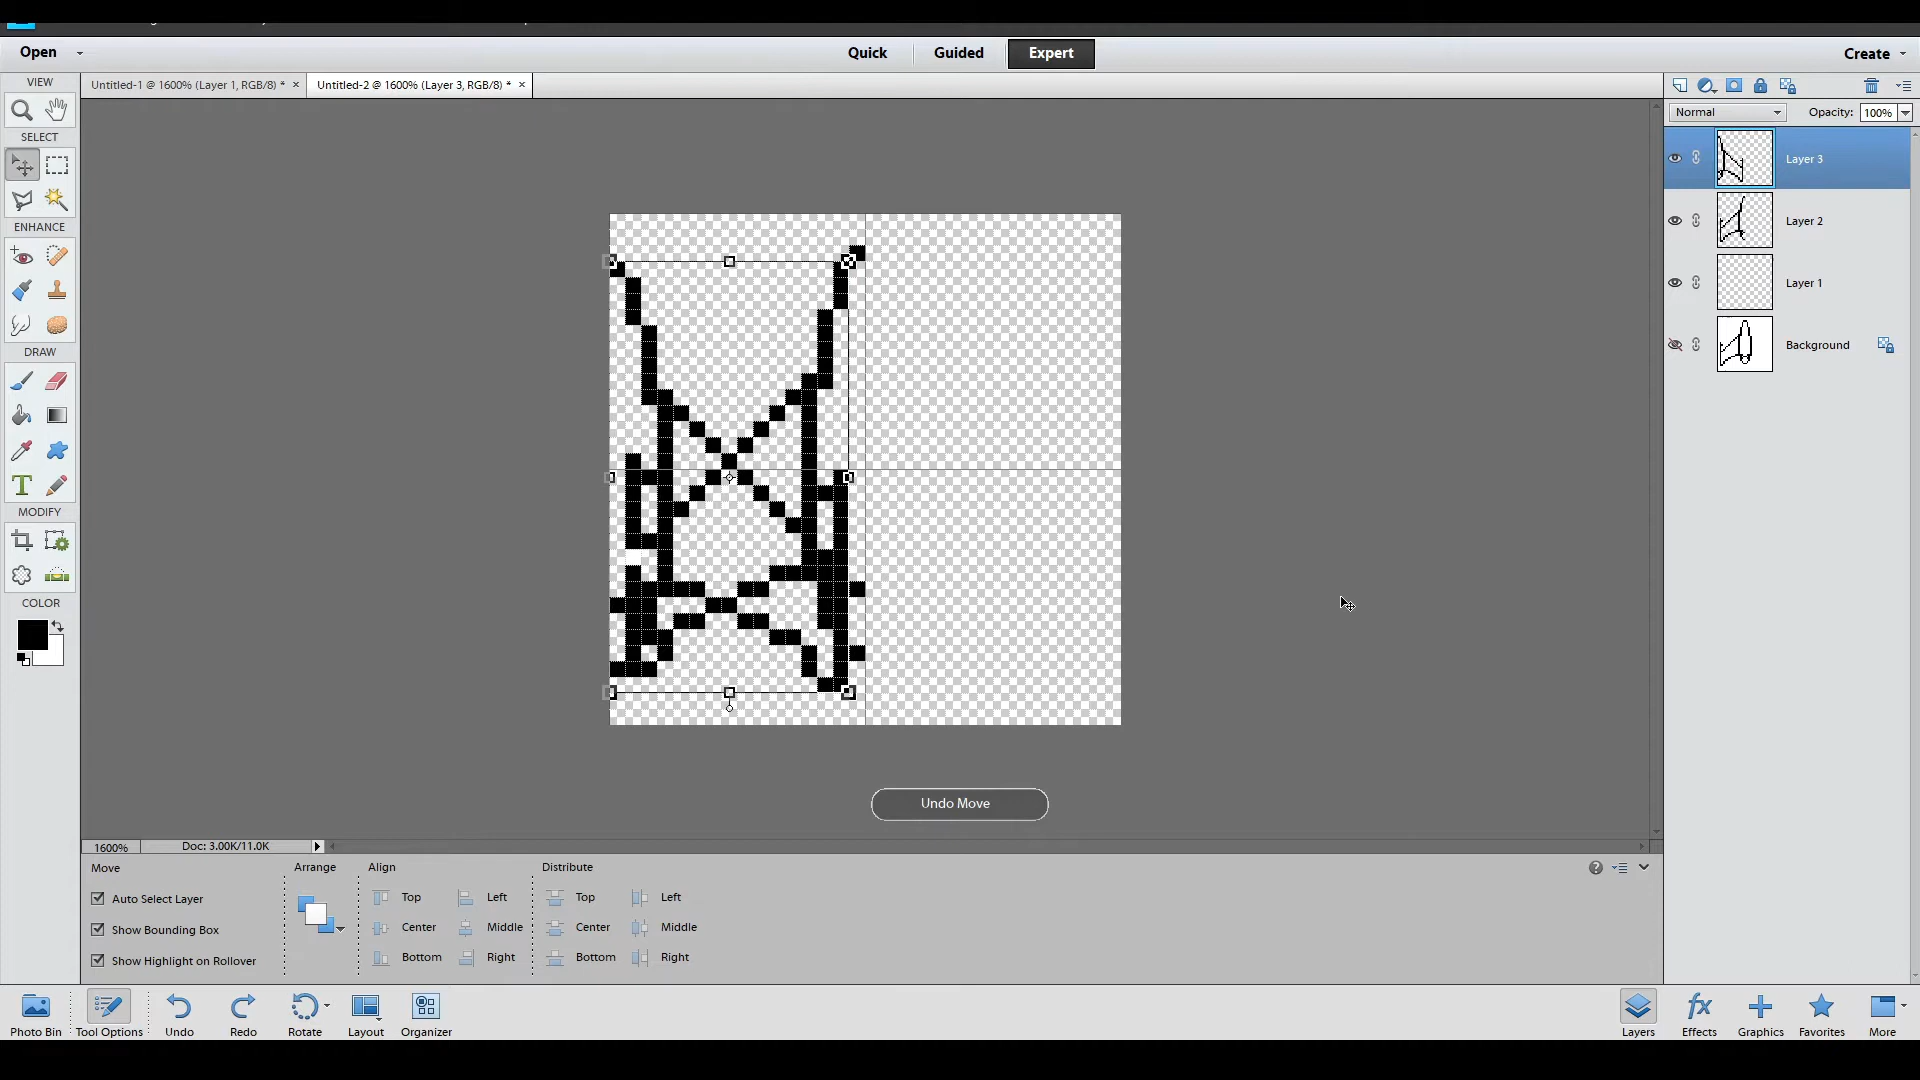 Open
Quick
Guided
Expert
Create
VIEW
Untitled-1 @ 1600% (Layer 1, RGB/8) * ×
Untitled-2 @ 1600% (Layer 3, RGB/8) * ×
Normal
Opacity: 100%
SELECT
Layer 3
Layer 2
ENHANCE
Layer 1
Background
DRAW
T
MODIFY
COLOR
Undo Move
1600%
Doc: 3.00K/11.0K
Move
Arrange
Align
Distribute
Auto Select Layer
Top
Left
Top
Left
Show Bounding Box
Center
Middle
Center
Middle
Show Highlight on Rollover
Bottom
Right
Bottom
Right
fx
Photo Bin
Tool Options
Undo
Redo
Rotate
Layout
Organizer
Layers
Effects
Graphics
Favorites
More